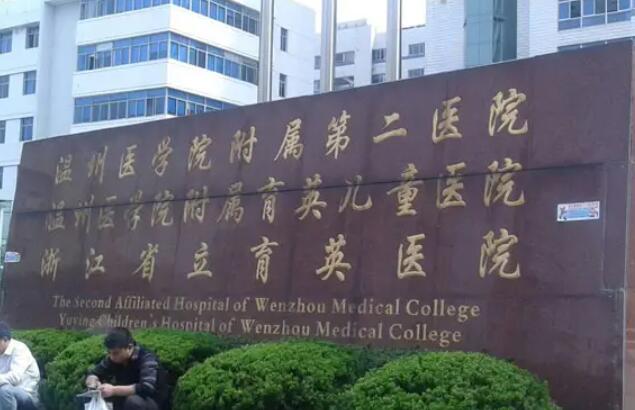 温州医学院附属第二医院
温州医学院附属育英儿童医院
浙江省立育英医院
The Second Affiliated Hospital of Wenzhou Medical College
Yuying Children's Hospital of Wenzhou Medical College